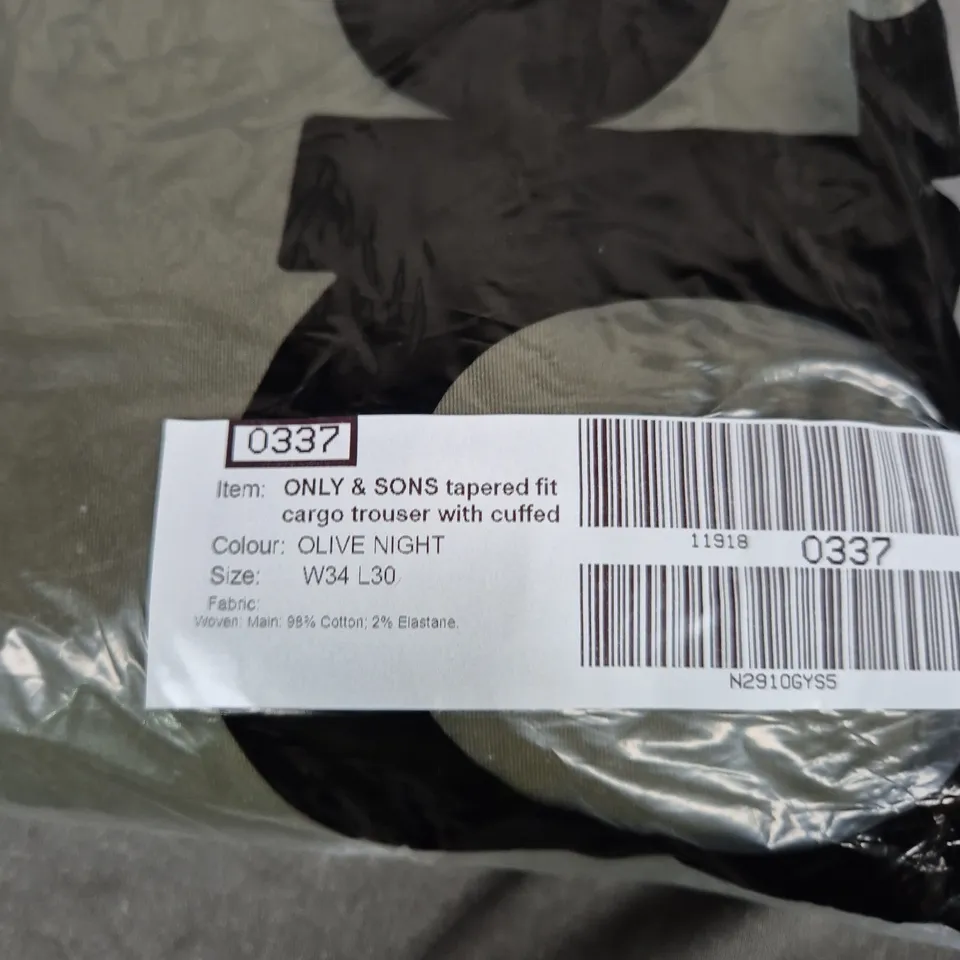 0337
Item: ONLY & SONS tapered fit
cargo trouser with cuffed
Colour: OLIVE NIGHT
Size: W34 L30
Fabric:
Woven: Main: 98% Cotton; 2% Elastane.
11918 0337
N2910GYS5